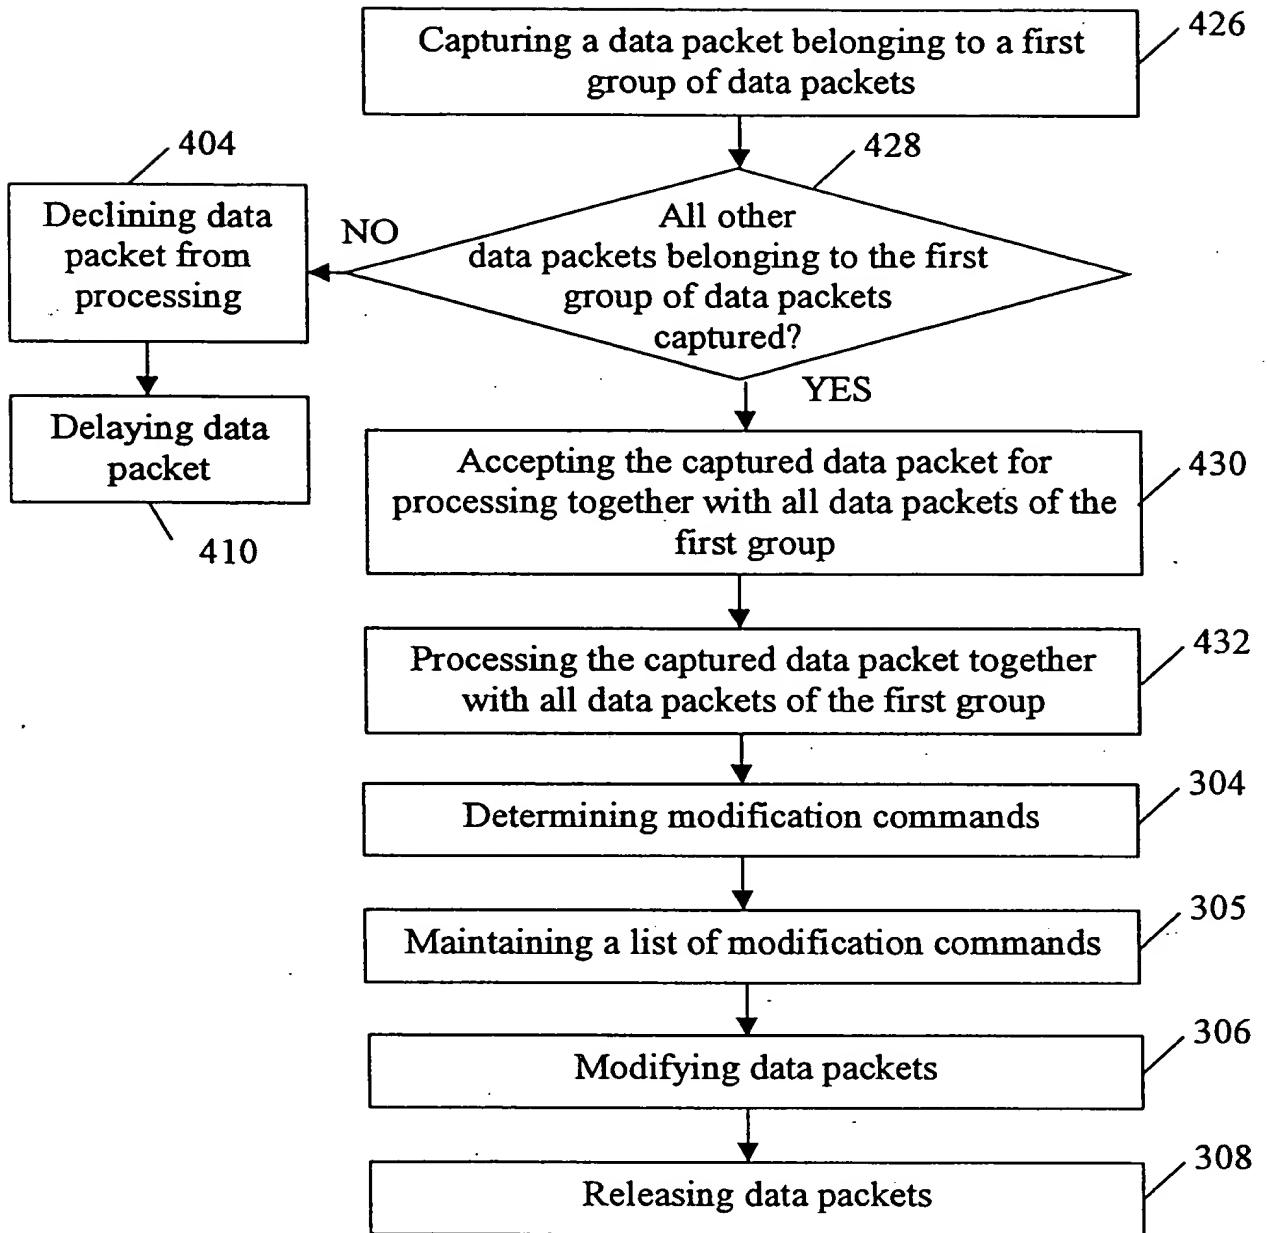 Capturing a data packet belonging to a first
group of data packets
426
404
428
Declining data
packet from
processing
NO
All other
data packets belonging to the first
group of data packets
captured?
YES
Delaying data
packet
410
Accepting the captured data packet for
processing together with all data packets of the
first group
430
Processing the captured data packet together
with all data packets of the first group
432
Determining modification commands
304
Maintaining a list of modification commands
305
Modifying data packets
306
Releasing data packets
308